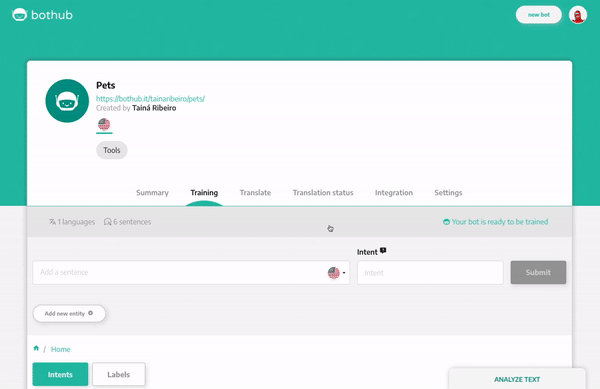 bothub
new bot
Pets
https://bothub.it/tainaribeiro/pets/
Created by Tainá Ribeiro
Tools
Summary Training Translate Translation status Integration Settings
1 languages 6 sentences Your bot is ready to be trained
Intent
Add a sentence Intent Submit
Add new entity
/ Home
Intents Labels
ANALYZE TEXT